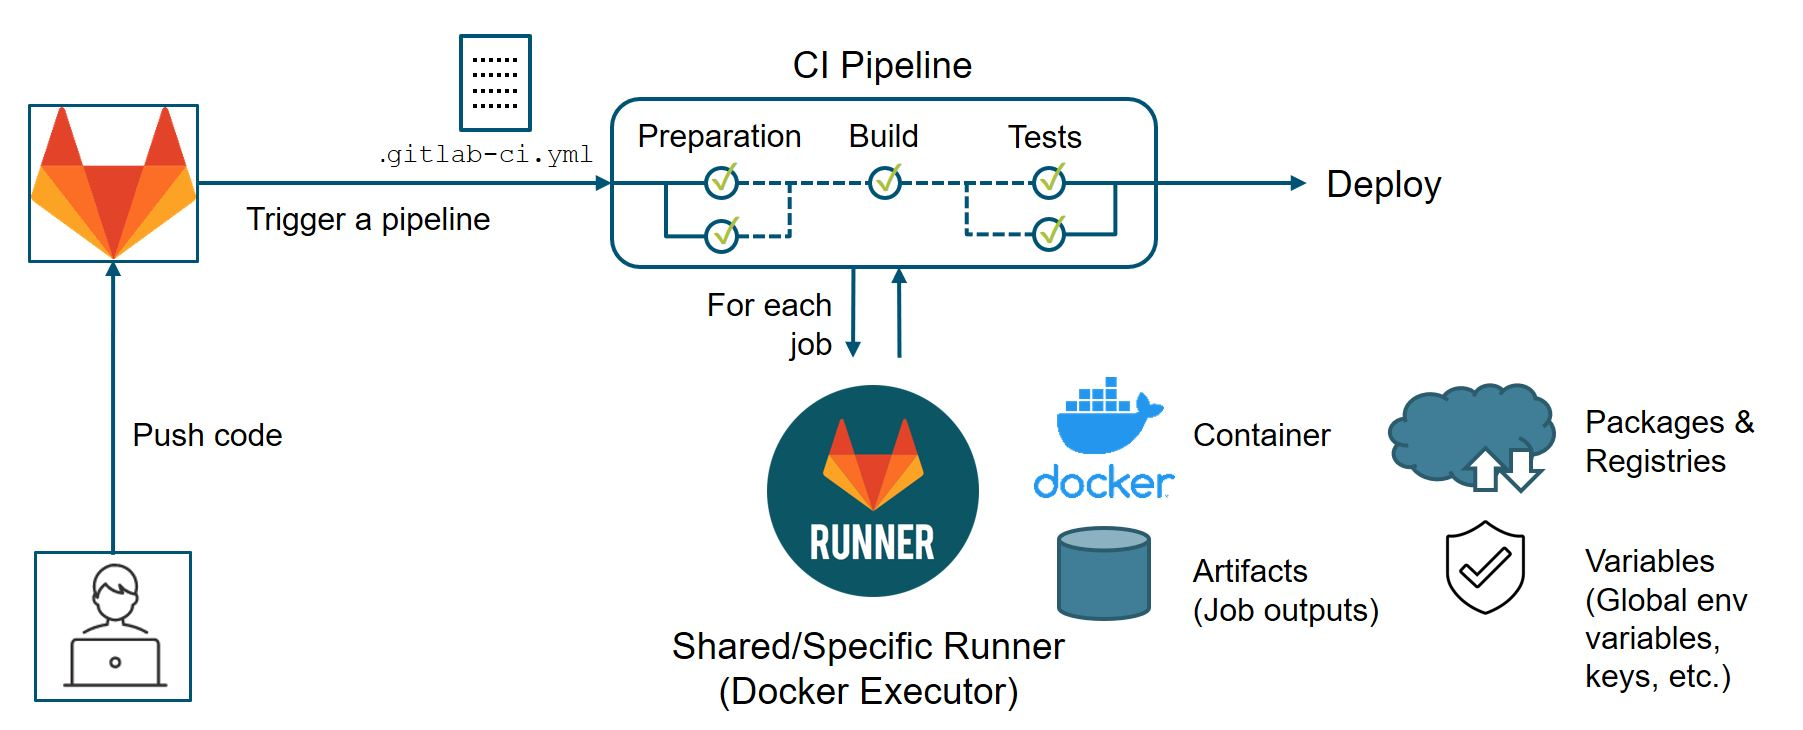 CI Pipeline
.gitlab-ci.yml
Preparation
Build
Tests
Trigger a pipeline
Deploy
For each
job
Push code
RUNNER
Shared/Specific Runner
(Docker Executor)
docker
Container
Packages &
Registries
Artifacts
(Job outputs)
Variables
(Global env
variables,
keys, etc.)